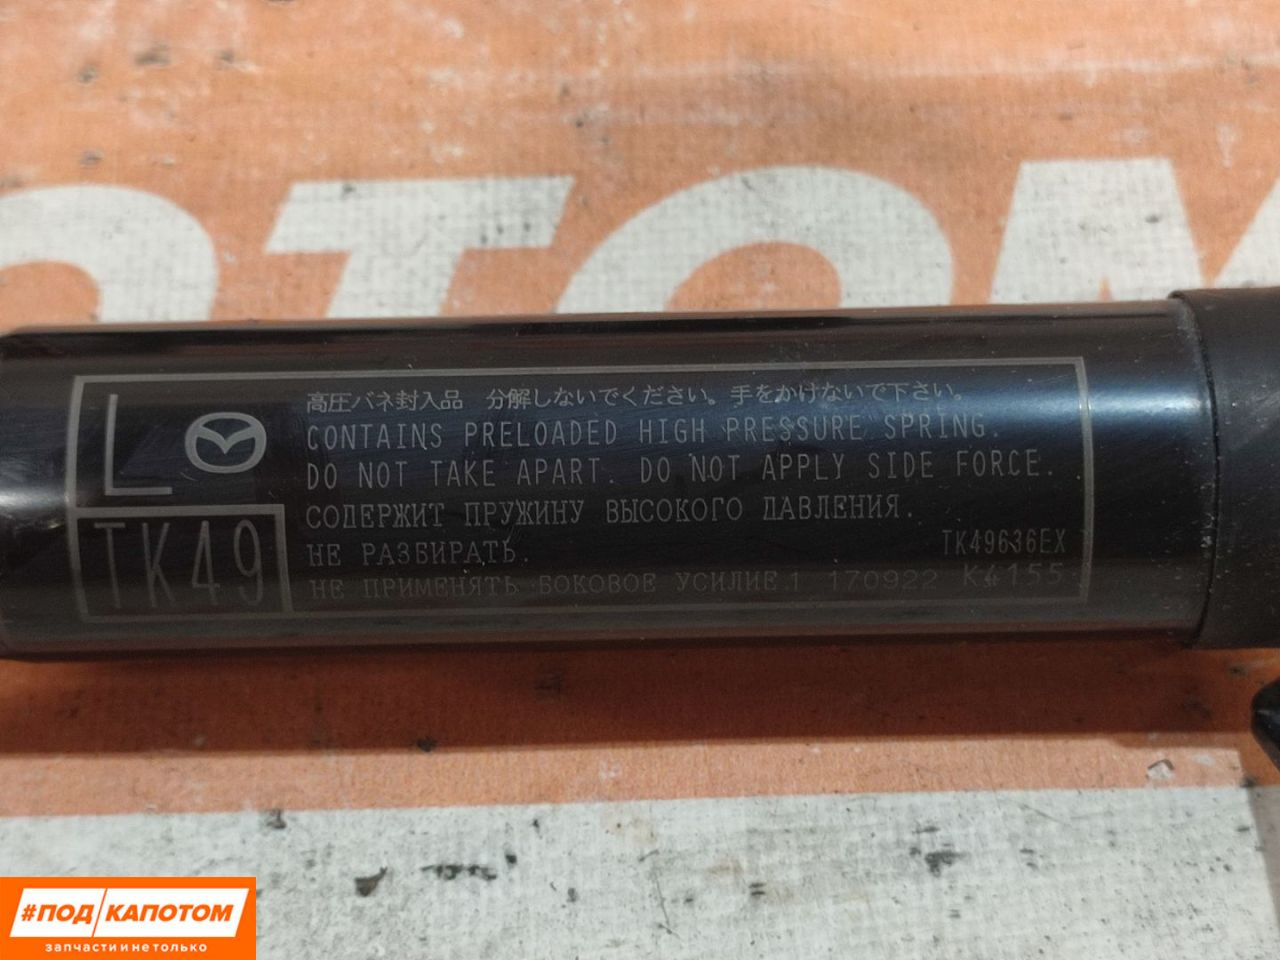 ОТОМ
L
TK49
高圧バネ封入品 分解しないでください。手をかけないで下さい。
CONTAINS PRELOADED HIGH PRESSURE SPRING.
DO NOT TAKE APART. DO NOT APPLY SIDE FORCE.
СОДЕРЖИТ ПРУЖИНУ ВЫСОКОГО ДАВЛЕНИЯ.
НЕ РАЗБИРАТЬ.
TK49636EX
НЕ ПРИМЕНЯТЬ БОКОВОЕ УСИЛИЕ 1 170922 K4155
#ПОД КАПОТОМ
запчасти и не только